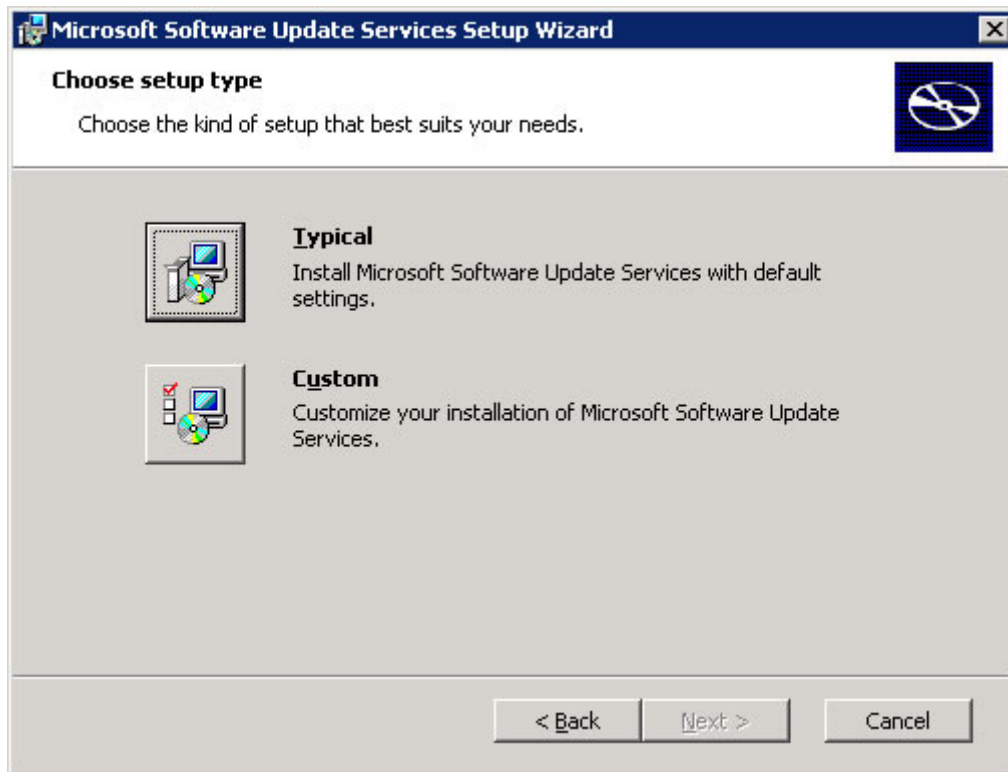 Microsoft Software Update Services Setup Wizard
Choose setup type
Choose the kind of setup that best suits your needs.
Typical
Install Microsoft Software Update Services with default
settings.
Custom
Customize your installation of Microsoft Software Update
Services.
< Back Next > Cancel